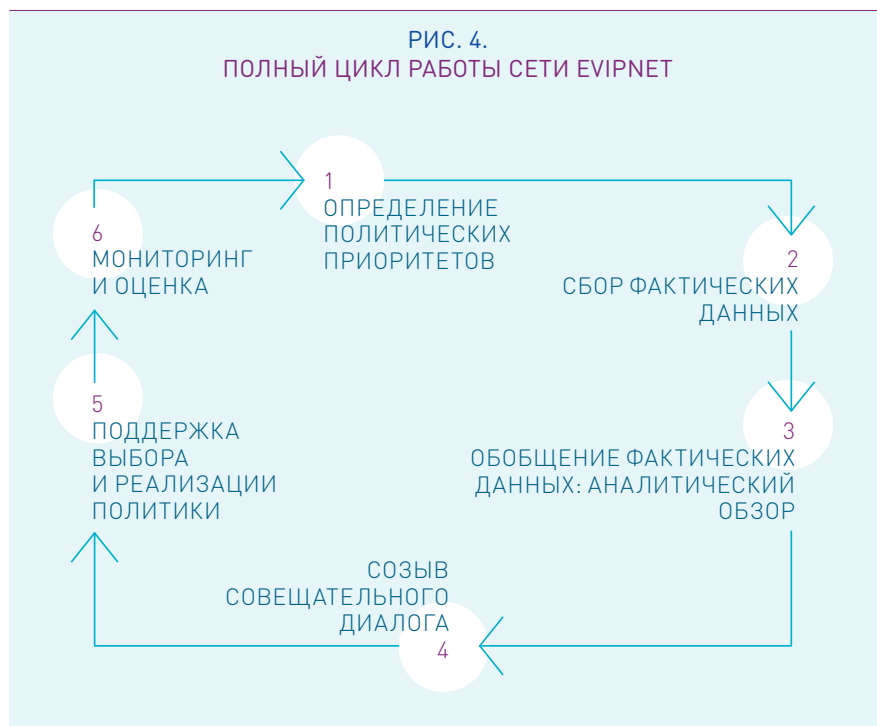 РИС. 4.
ПОЛНЫЙ ЦИКЛ РАБОТЫ СЕТИ EVIPNET
1
ОПРЕДЕЛЕНИЕ
ПОЛИТИЧЕСКИХ
ПРИОРИТЕТОВ
2
СБОР ФАКТИЧЕСКИХ
ДАННЫХ
3
ОБОБЩЕНИЕ ФАКТИЧЕСКИХ
ДАННЫХ: АНАЛИТИЧЕСКИЙ
ОБЗОР
СОЗЫВ
СОВЕЩАТЕЛЬНОГО
ДИАЛОГА
4
5
ПОДДЕРЖКА
ВЫБОРА
И РЕАЛИЗАЦИИ
ПОЛИТИКИ
6
МОНИТОРИНГ
И ОЦЕНКА